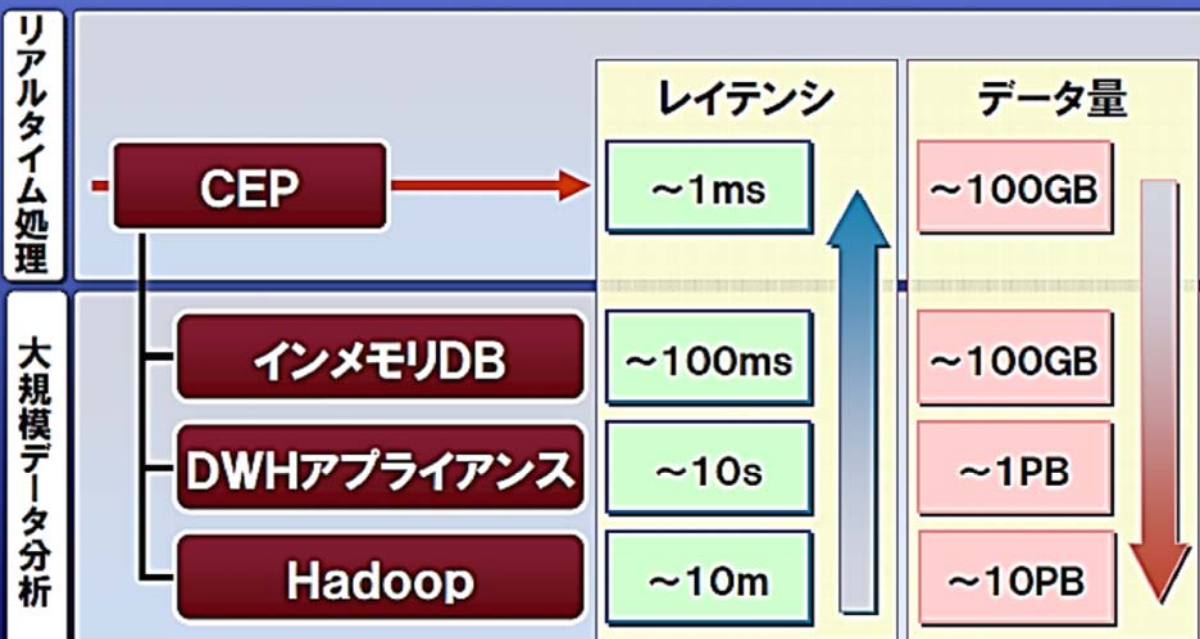 リアルタイム処理
レイテンシ
データ量
CEP
～1ms
～100GB
大規模データ分析
インメモリDB
～100ms
～100GB
DWHアプライアンス
～10s
～1PB
Hadoop
～10m
～10PB